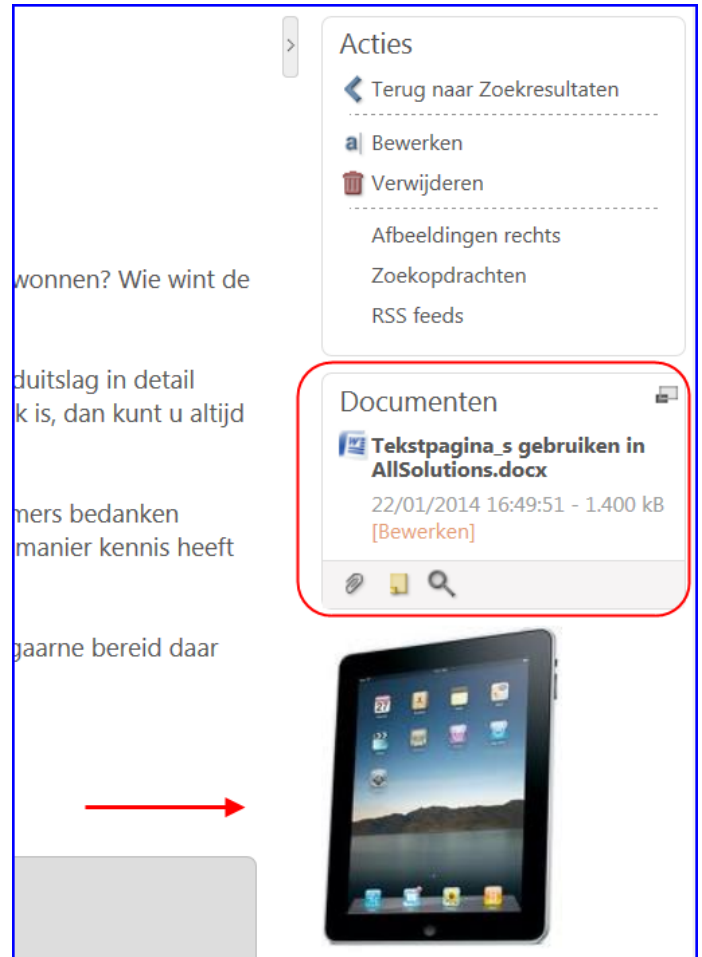 Acties
Terug naar Zoekresultaten
Bewerken
Verwijderen
Afbeeldingen rechts
Zoekopdrachten
RSS feeds
wonnen? Wie wint de
duitslag in detail
k is, dan kunt u altijd
mers bedanken
manier kennis heeft
gaarne bereid daar
Documenten
Tekstpagina_s gebruiken in
AllSolutions.docx
22/01/2014 16:49:51 - 1.400 kB
[Bewerken]
27